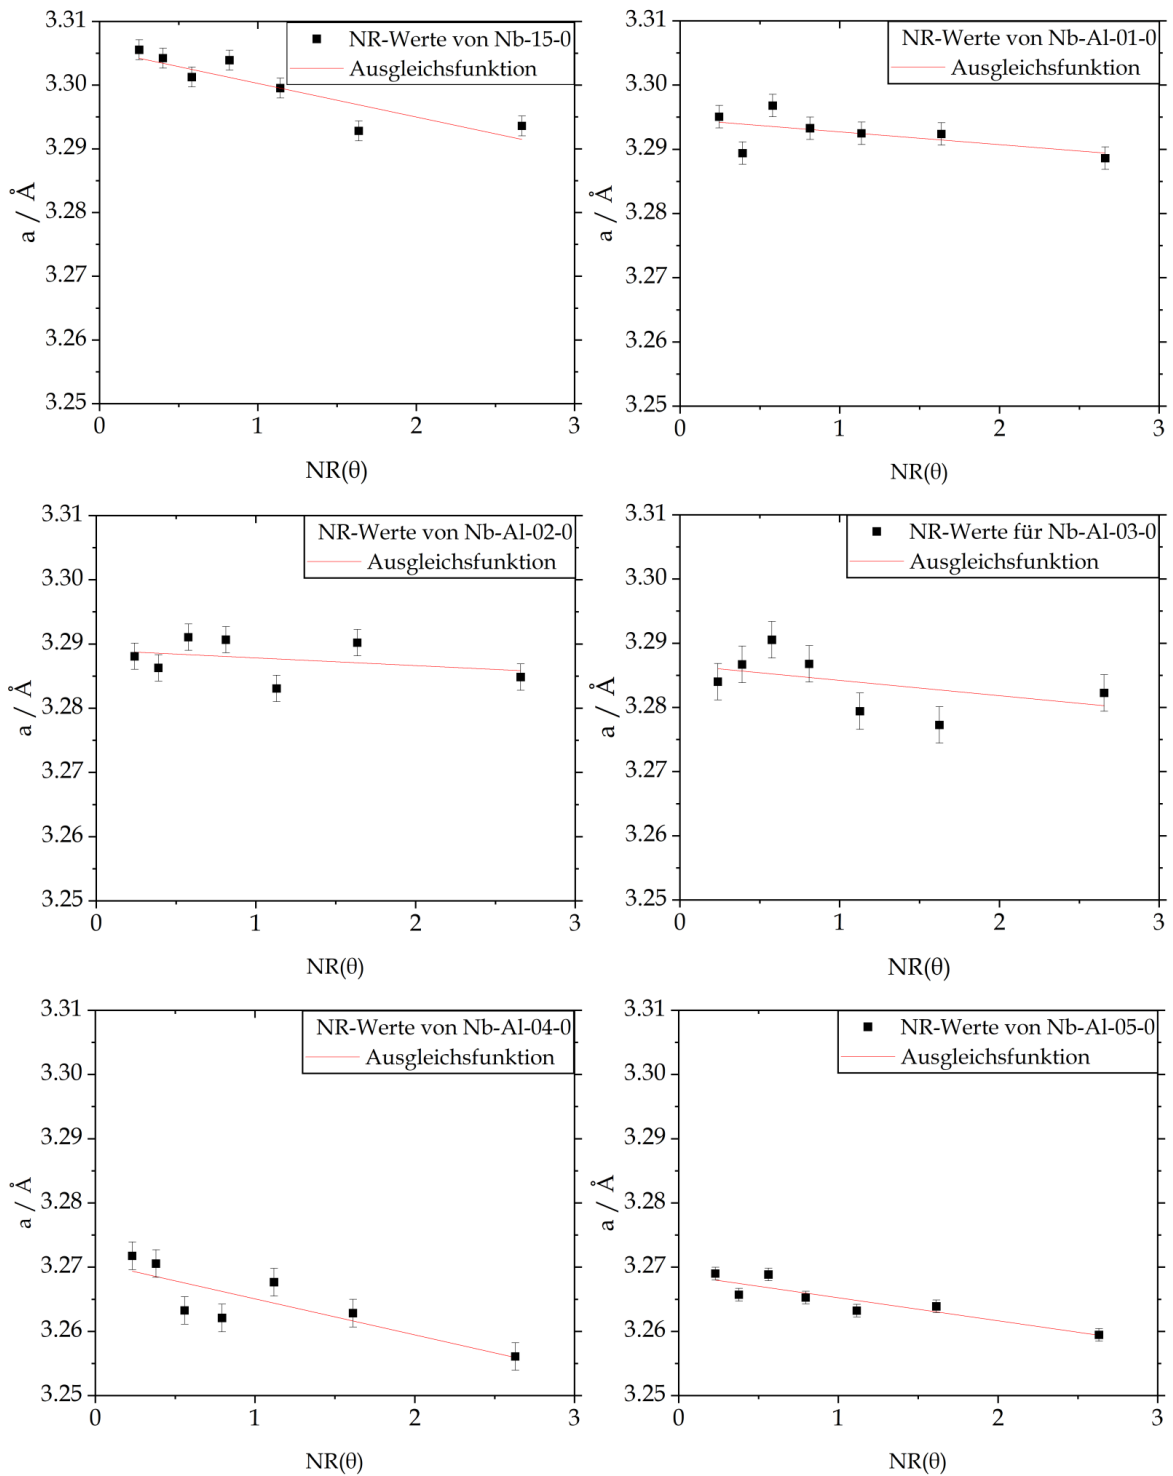 NR-Werte von Nb-15-0
Ausgleichsfunktion
3.31
3.30
3.29
3.28
3.27
3.26
3.25
a / Å
0 1 2 3
NR(θ)
NR-Werte von Nb-Al-01-0
Ausgleichsfunktion
3.31
3.30
3.29
3.28
3.27
3.26
3.25
a / Å
0 1 2 3
NR(θ)
NR-Werte von Nb-Al-02-0
Ausgleichsfunktion
3.31
3.30
3.29
3.28
3.27
3.26
3.25
a / Å
0 1 2 3
NR(θ)
NR-Werte für Nb-Al-03-0
Ausgleichsfunktion
3.31
3.30
3.29
3.28
3.27
3.26
3.25
a / Å
0 1 2 3
NR(θ)
NR-Werte von Nb-Al-04-0
Ausgleichsfunktion
3.31
3.30
3.29
3.28
3.27
3.26
3.25
a / Å
0 1 2 3
NR(θ)
NR-Werte von Nb-Al-05-0
Ausgleichsfunktion
3.31
3.30
3.29
3.28
3.27
3.26
3.25
a / Å
0 1 2 3
NR(θ)